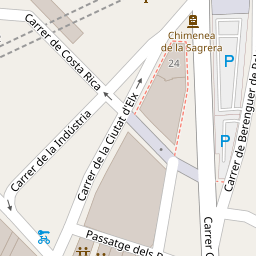 Chimenea
de la Sagrera
24
P
P
Carrer de Costa Rica
Carrer de la Indústria
Carrer de la Ciutat d'Elx
Carrer de Berenguer de
Passatge dels
Carrer